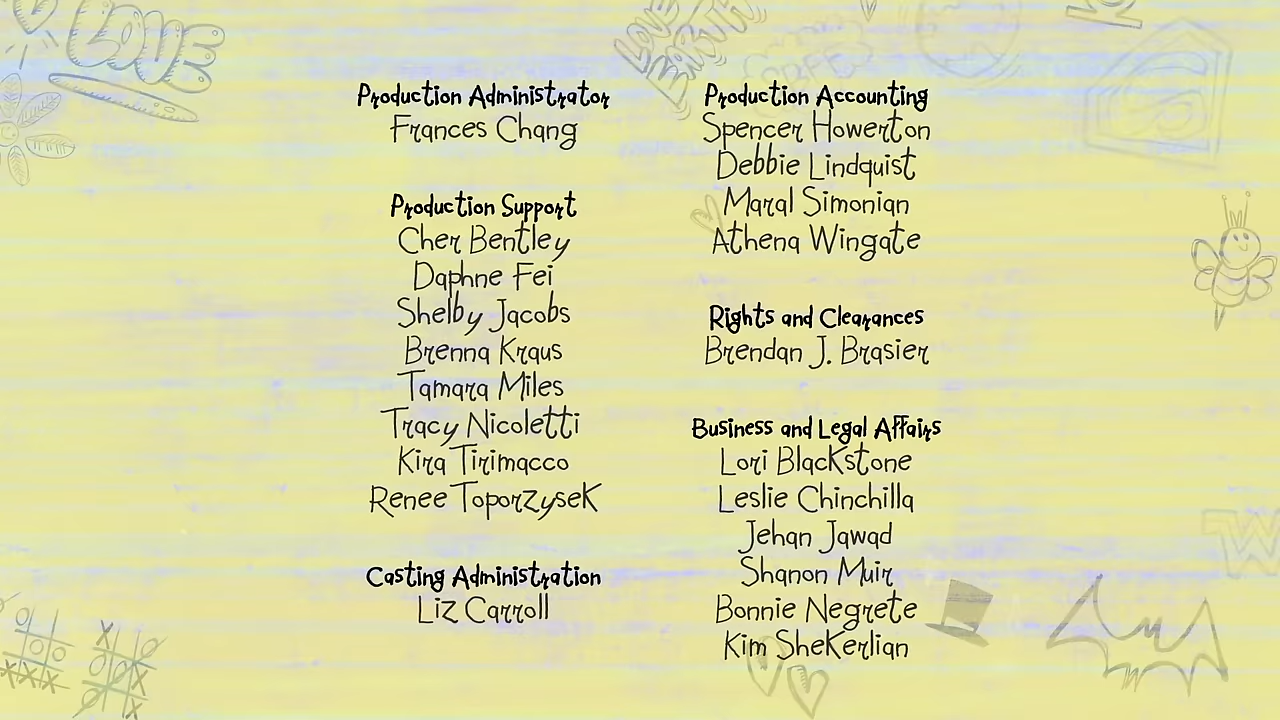 LOVE
LOVE
EARTH
Production Administrator
Frances Chang
Production Support
Cher Bentley
Daphne Fei
Shelby Jacobs
Brenna Kraus
Tamara Miles
Tracy Nicoletti
Kira Tirimacco
Renee Toporzysek
Casting Administration
Liz Carroll
Production Accounting
Spencer Howerton
Debbie Lindquist
Maral Simonian
Athena Wingate
Rights and Clearances
Brendan J. Brasier
Business and Legal Affairs
Lori Blackstone
Leslie Chinchilla
Jehan Jawad
Shanon Muir
Bonnie Negrete
Kim Shekerlian